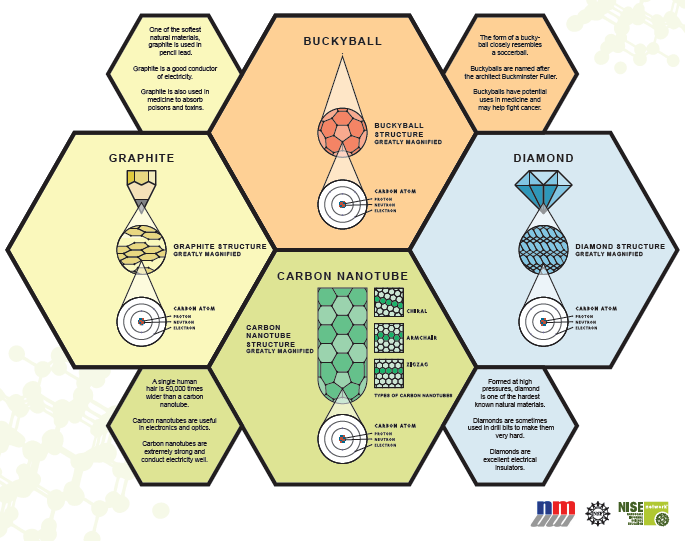 One of the softest
natural materials,
graphite is used in
pencil lead.
Graphite is a good conductor
of electricity.
Graphite is also used in
medicine to absorb
poisons and toxins.
BUCKYBALL
BUCKYBALL
STRUCTURE
GREATLY MAGNIFIED
CARBON ATOM
PROTON
NEUTRON
ELECTRON
The form of a bucky-
ball closely resembles
a soccerball.
Buckyballs are named after
the architect Buckminster Fuller.
Buckyballs have potential
uses in medicine and
may help fight cancer.
GRAPHITE
GRAPHITE STRUCTURE
GREATLY MAGNIFIED
CARBON ATOM
PROTON
NEUTRON
ELECTRON
DIAMOND
DIAMOND STRUCTURE
GREATLY MAGNIFIED
CARBON ATOM
PROTON
NEUTRON
ELECTRON
CARBON NANOTUBE
CARBON
NANOTUBE
STRUCTURE
GREATLY MAGNIFIED
CHIRAL
ARMCHAIR
ZIGZAG
TYPES OF CARBON NANOTUBES
CARBON ATOM
PROTON
NEUTRON
ELECTRON
A single human
hair is 50,000 times
wider than a carbon
nanotube.
Carbon nanotubes are useful
in electronics and optics.
Carbon nanotubes are
extremely strong and
conduct electricity well.
Formed at high
pressures, diamond
is one of the hardest
known natural materials.
Diamonds are sometimes
used in drill bits to make them
very hard.
Diamonds are
excellent electrical
insulators.
nm
NISE network